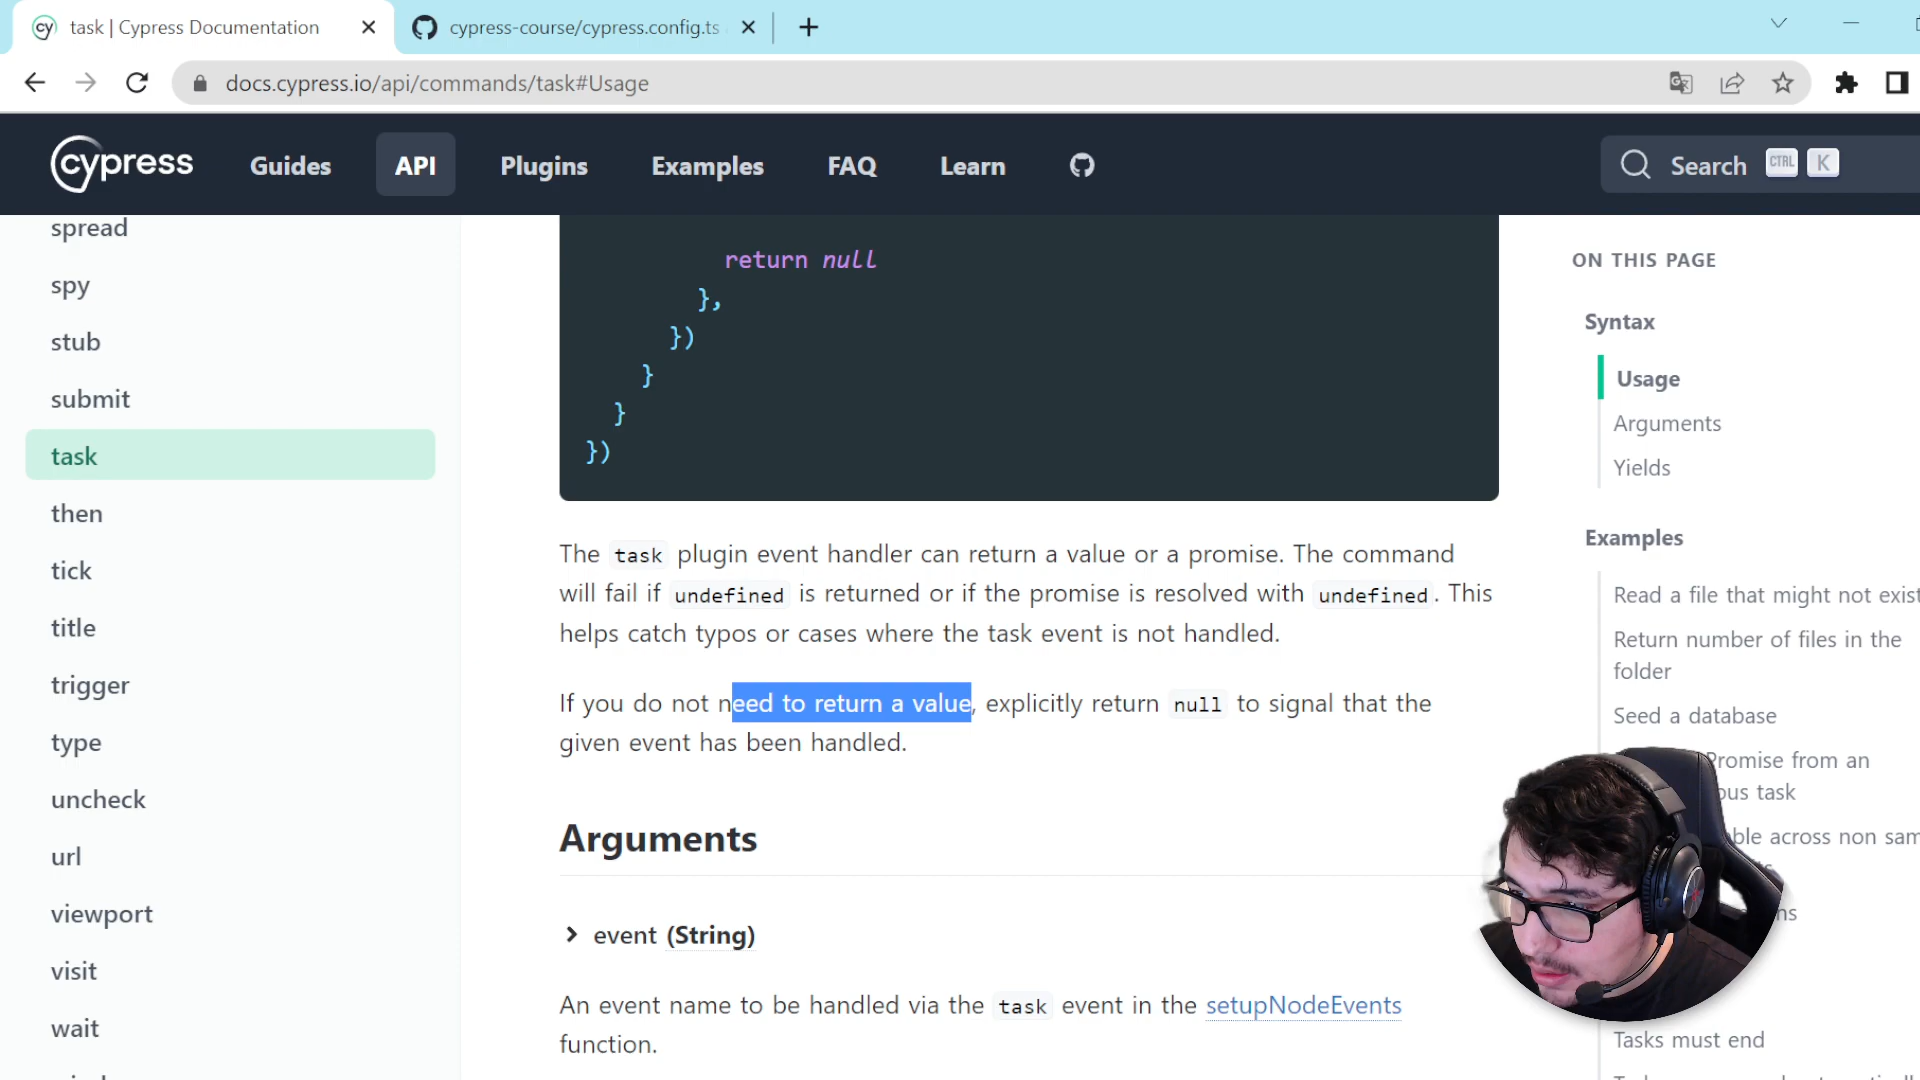 cy task | Cypress Documentation
cypress-course/cypress.config.ts
docs.cypress.io/api/commands/task#Usage
cypress
Guides
API
Plugins
Examples
FAQ
Learn
Search
CTRL
K
spread
spy
stub
submit
task
then
tick
title
trigger
type
uncheck
url
viewport
visit
wait
return null
},
})
}
}
})
The task plugin event handler can return a value or a promise. The command
will fail if undefined is returned or if the promise is resolved with undefined. This
helps catch typos or cases where the task event is not handled.
If you do not need to return a value, explicitly return null to signal that the
given event has been handled.
Arguments
event (String)
An event name to be handled via the task event in the setupNodeEvents
function.
ON THIS PAGE
Syntax
Usage
Arguments
Yields
Examples
Read a file that might not exist
Return number of files in the
folder
Seed a database
Promise from an
task
across non
Tasks must end